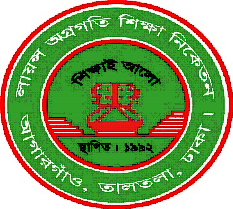 লায়ন্স অগ্রগতি শিক্ষা নিকেতন
শিক্ষাই আলো
স্থাপিত । ১৯৯২
আগারগাঁও, তালতলা, ঢাকা ।